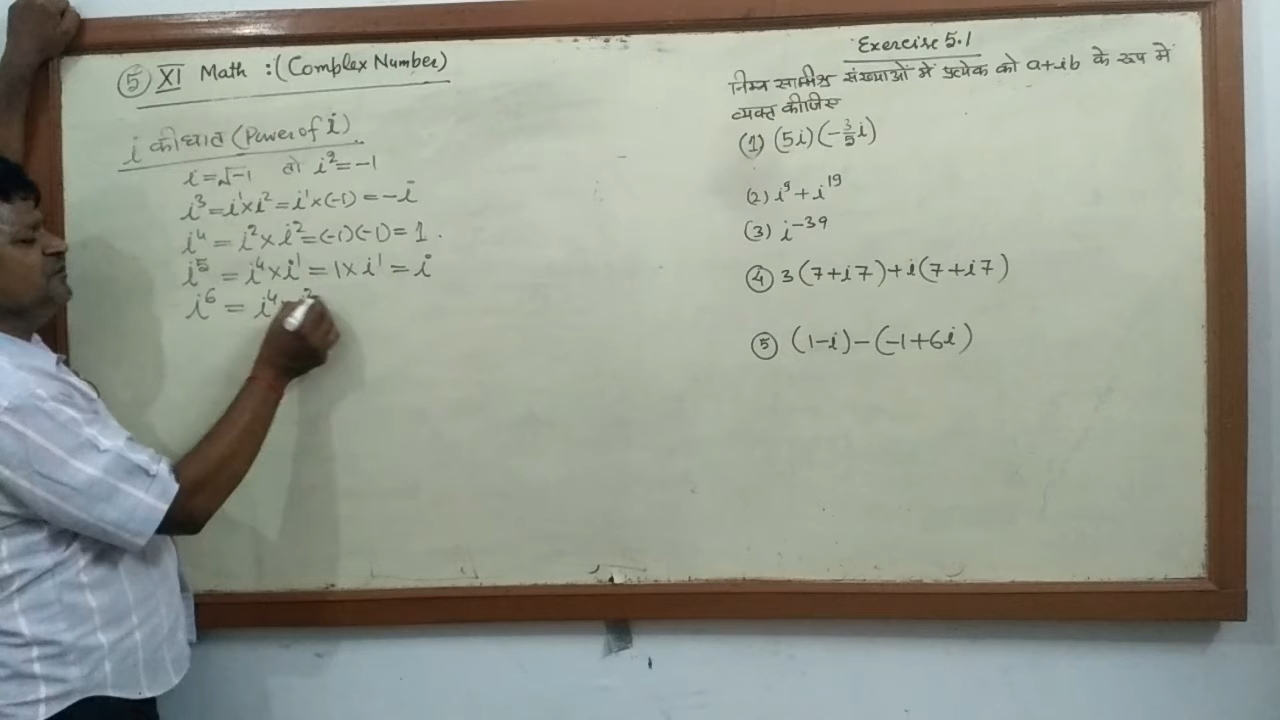 ⑤ XI Math :(Complex Number)
i की घात (Power of i)
i = √-1 तो i² = -1
i³ = i¹ × i² = i¹ × (-1) = -i
i⁴ = i² × i² = (-1)(-1) = 1.
i⁵ = i⁴ × i¹ = 1 × i¹ = i
i⁶ = i⁴
Exercise 5.1
निम्न सम्मिश्र संख्याओं में प्रत्येक को a+ib के रूप में
व्यक्त कीजिए
(1) (5i)(-3/5 i)
(2) i⁹ + i¹⁹
(3) i⁻³⁹
④ 3(7+i7)+i(7+i7)
⑤ (1-i)-(-1+6i)